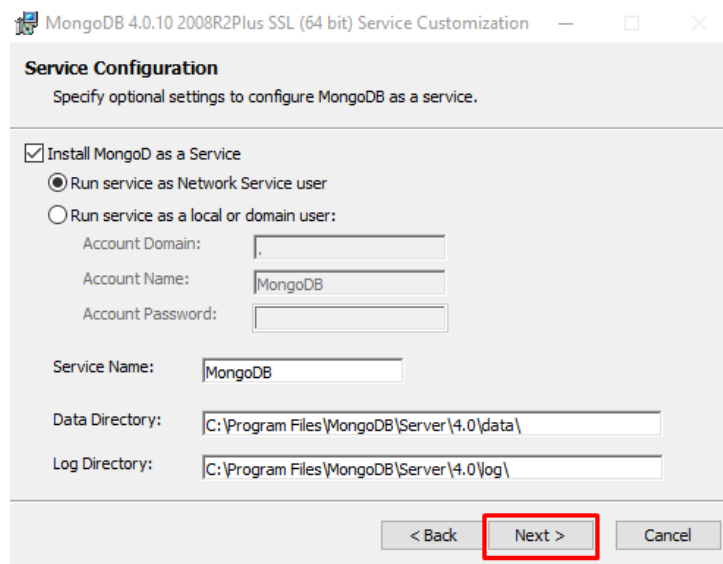 MongoDB 4.0.10 2008R2Plus SSL (64 bit) Service Customization
Service Configuration
Specify optional settings to configure MongoDB as a service.
Install MongoD as a Service
Run service as Network Service user
Run service as a local or domain user:
Account Domain: .
Account Name: MongoDB
Account Password:
Service Name: MongoDB
Data Directory: C:\Program Files\MongoDB\Server\4.0\data\
Log Directory: C:\Program Files\MongoDB\Server\4.0\log\
< Back Next > Cancel